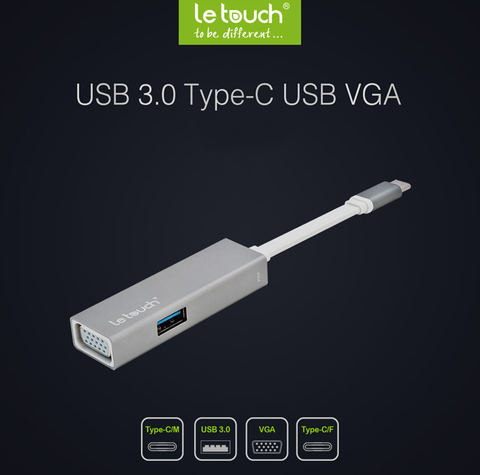 le touch®
to be different...
USB 3.0 Type-C USB VGA
le touch®
Type-C/M
USB 3.0
VGA
Type-C/F